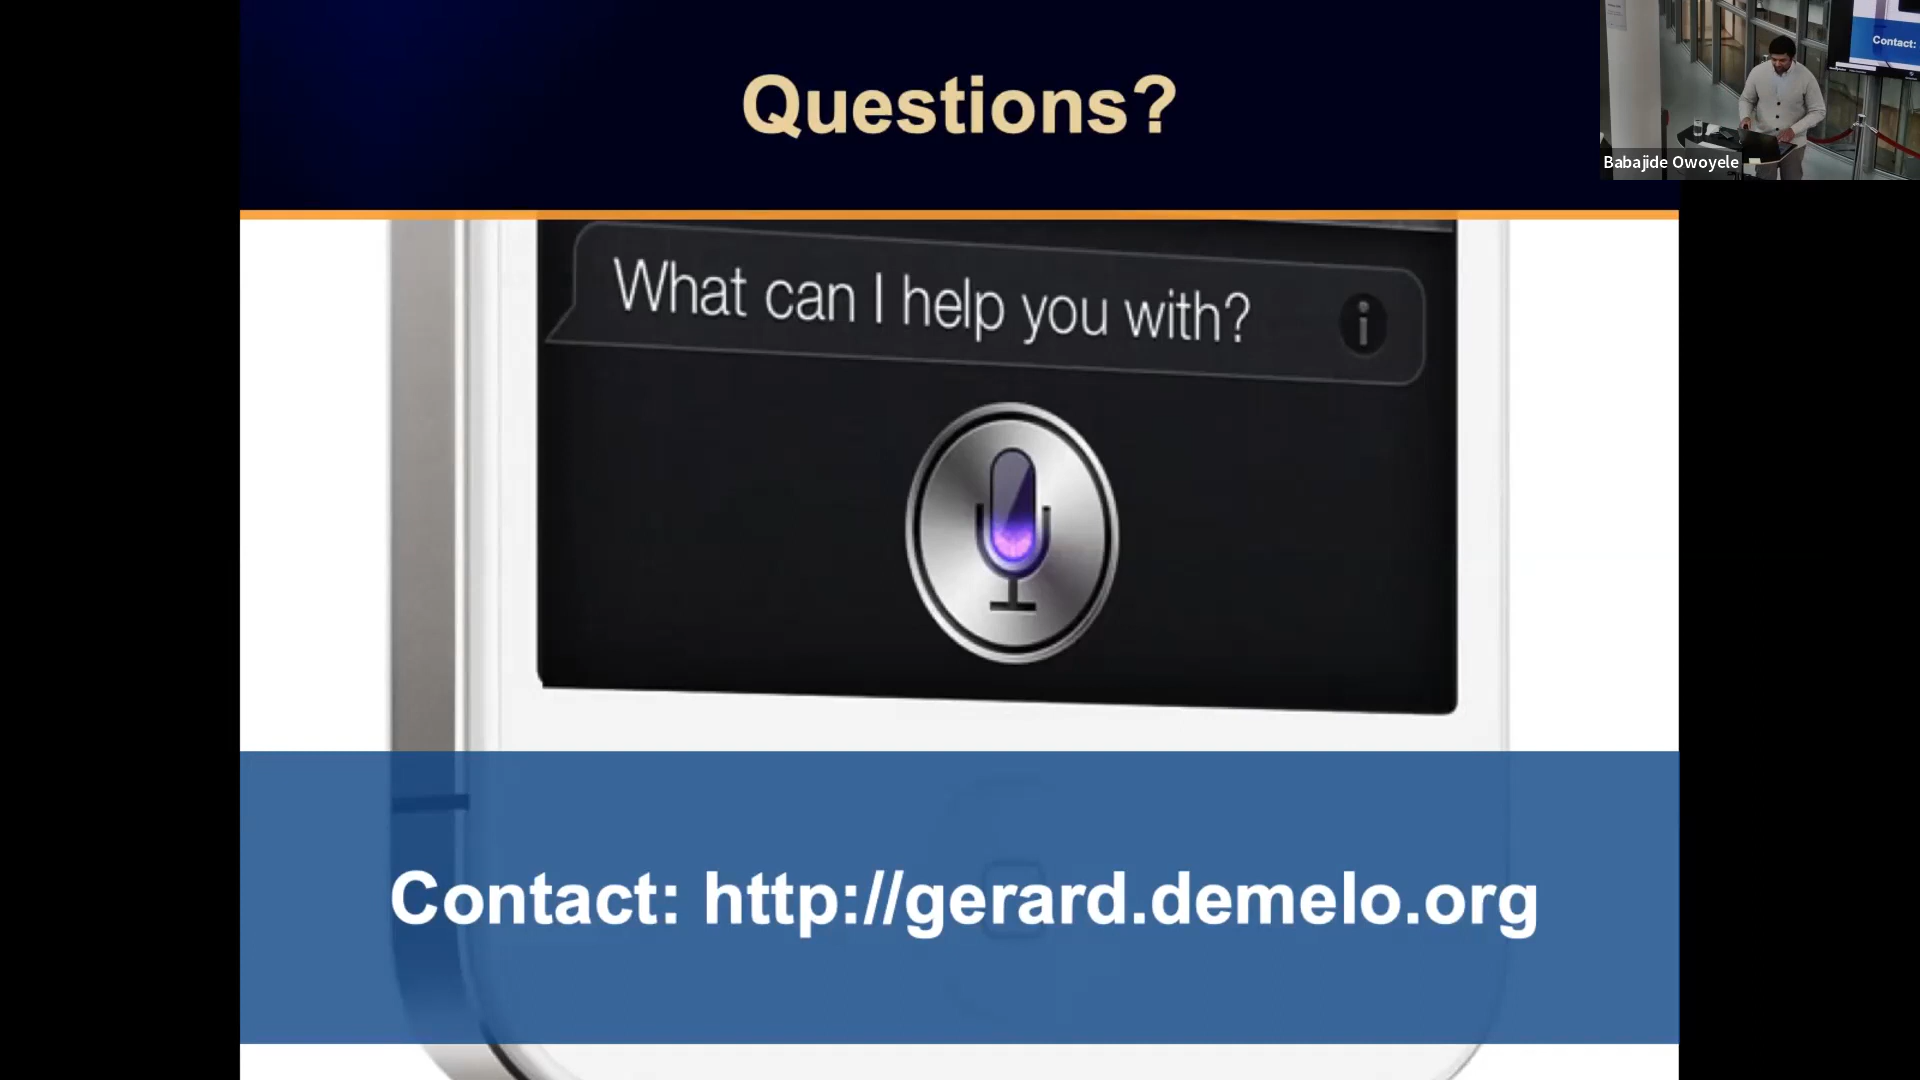 Questions?
Contact:
Babajide Owoyele
What can I help you with?
i
Contact: http://gerard.demelo.org